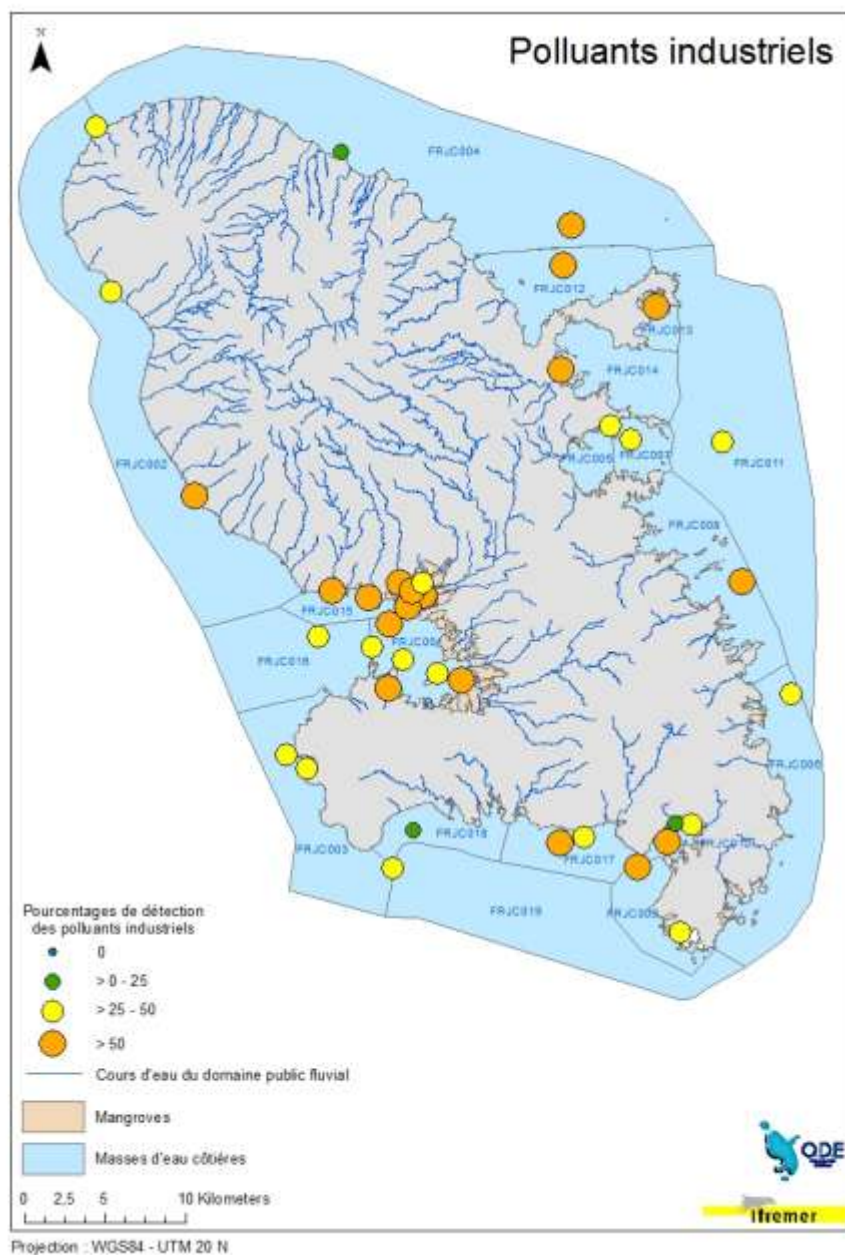 N
Polluants industriels
FRJC004
FRJC012
FRJC013
FRJC014
FRJC002
FRJC005
FRJC007
FRJC011
FRJC008
FRJC015
FRJC016
FRJC006
FRJC003
FRJC018
FRJC017
FRJC010
FRJC019
FRJC009
Pourcentages de détection
des polluants industriels
0
> 0 - 25
> 25 - 50
> 50
Cours d'eau du domaine public fluvial
Mangroves
Masses d'eau côtières
0 2,5 5 10 Kilometers
ODE
Ifremer
Projection : WGS84 - UTM 20 N